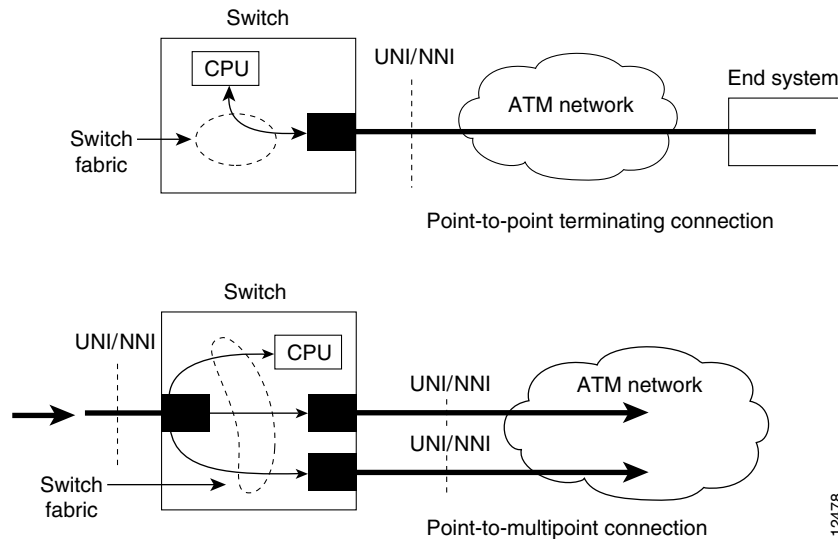 Switch
CPU
UNI/NNI
End system
ATM network
Switch
fabric
Point-to-point terminating connection
Switch
UNI/NNI
CPU
UNI/NNI
ATM network
UNI/NNI
Switch
fabric
Point-to-multipoint connection
12478